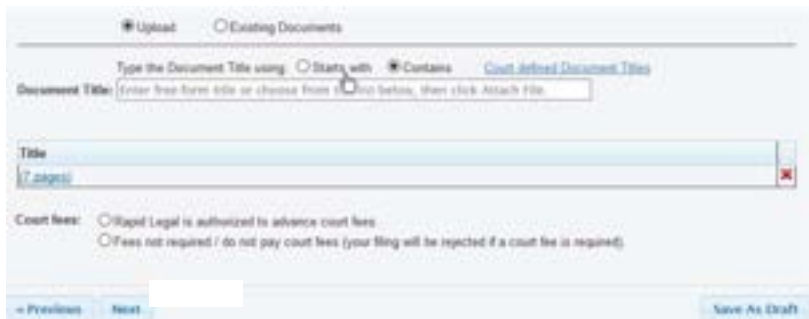 Upload Existing Documents
Type the Document Title using: Starts with Contains Court defined Document Titles
Document Title: Enter free-form title or choose from the list below, then click Attach File.
Title
(7 pages)
Court fees: Rapid Legal is authorized to advance court fees
Fees not required / do not pay court fees (your filing will be rejected if a court fee is required)
« Previous Next Save As Draft